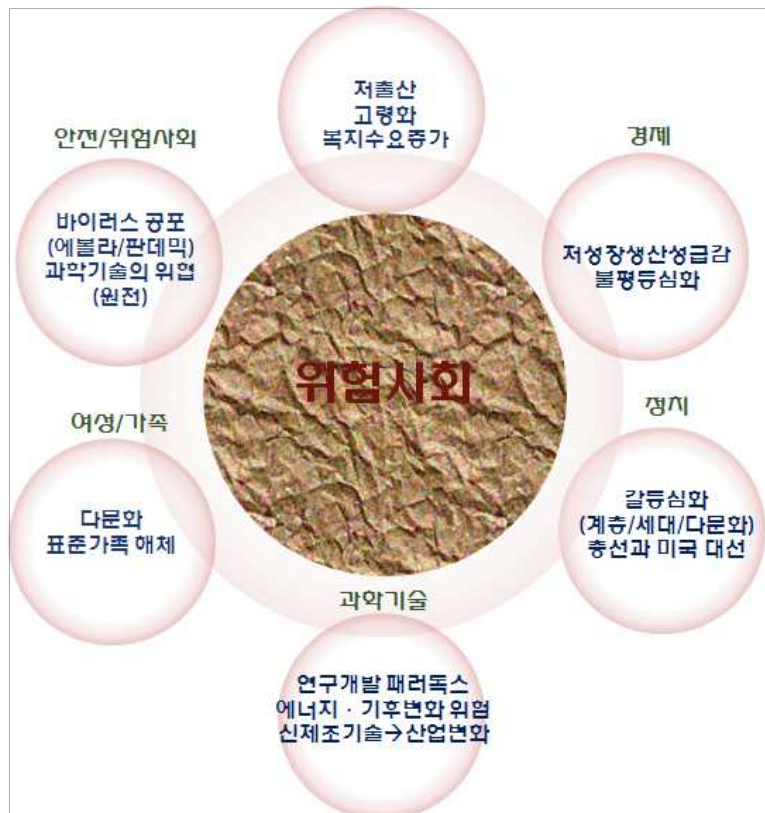 저출산
고령화
복지수요증가
안전/위험사회
바이러스 공포
(에볼라/판데믹)
과학기술의 위협
(원전)
경제
저성장생산성급감
불평등심화
위험사회
여성/가족
다문화
표준가족 해체
정치
갈등심화
(계층/세대/다문화)
총선과 미국 대선
과학기술
연구개발 패러독스
에너지 · 기후변화 위험
신제조기술→산업변화